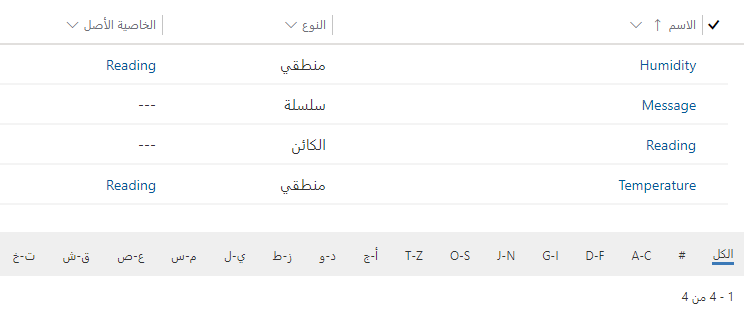 الاسم النوع الخاصية الأصل
Humidity منطقي Reading
Message سلسلة ---
Reading الكائن ---
Temperature منطقي Reading
الكل # A-C D-F G-I J-N O-S T-Z أ-ج د-و ز-ط ي-ل م-س ع-ص ق-ش ت-خ
1 - 4 من 4